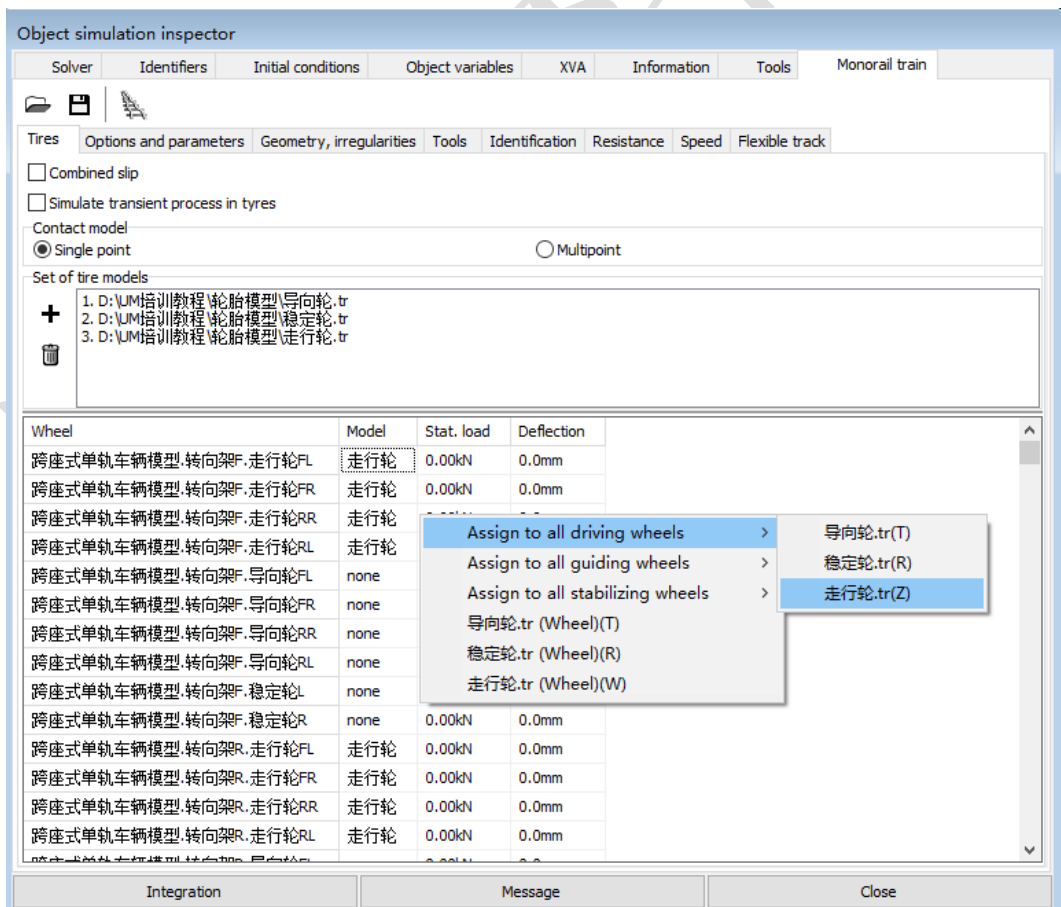 Object simulation inspector
Solver Identifiers Initial conditions Object variables XVA Information Tools Monorail train
Tires Options and parameters Geometry, irregularities Tools Identification Resistance Speed Flexible track
Combined slip
Simulate transient process in tyres
Contact model
Single point Multipoint
Set of tire models
1. D:\UM培训教程\轮胎模型\导向轮.tr
2. D:\UM培训教程\轮胎模型\稳定轮.tr
3. D:\UM培训教程\轮胎模型\走行轮.tr
Wheel Model Stat. load Deflection
跨座式单轨车辆模型.转向架F.走行轮FL 走行轮 0.00kN 0.0mm
跨座式单轨车辆模型.转向架F.走行轮FR 走行轮 0.00kN 0.0mm
跨座式单轨车辆模型.转向架F.走行轮RR 走行轮
Assign to all driving wheels > 导向轮.tr(T)
跨座式单轨车辆模型.转向架F.走行轮RL 走行轮
Assign to all guiding wheels > 稳定轮.tr(R)
跨座式单轨车辆模型.转向架F.导向轮FL none
Assign to all stabilizing wheels > 走行轮.tr(Z)
跨座式单轨车辆模型.转向架F.导向轮FR none
导向轮.tr (Wheel)(T)
跨座式单轨车辆模型.转向架F.导向轮RR none
稳定轮.tr (Wheel)(R)
跨座式单轨车辆模型.转向架F.导向轮RL none
走行轮.tr (Wheel)(W)
跨座式单轨车辆模型.转向架F.稳定轮L none
跨座式单轨车辆模型.转向架F.稳定轮R none 0.00kN 0.0mm
跨座式单轨车辆模型.转向架R.走行轮FL 走行轮 0.00kN 0.0mm
跨座式单轨车辆模型.转向架R.走行轮FR 走行轮 0.00kN 0.0mm
跨座式单轨车辆模型.转向架R.走行轮RR 走行轮 0.00kN 0.0mm
跨座式单轨车辆模型.转向架R.走行轮RL 走行轮 0.00kN 0.0mm
Integration Message Close